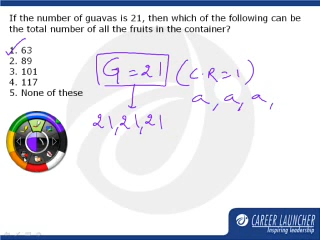 If the number of guavas is 21, then which of the following can be
the total number of all the fruits in the container?
1. 63
2. 89
3. 101
4. 117
5. None of these
G = 21 (C.R = 1)
a, a, a,
21, 21, 21
CAREER LAUNCHER
Inspiring leadership